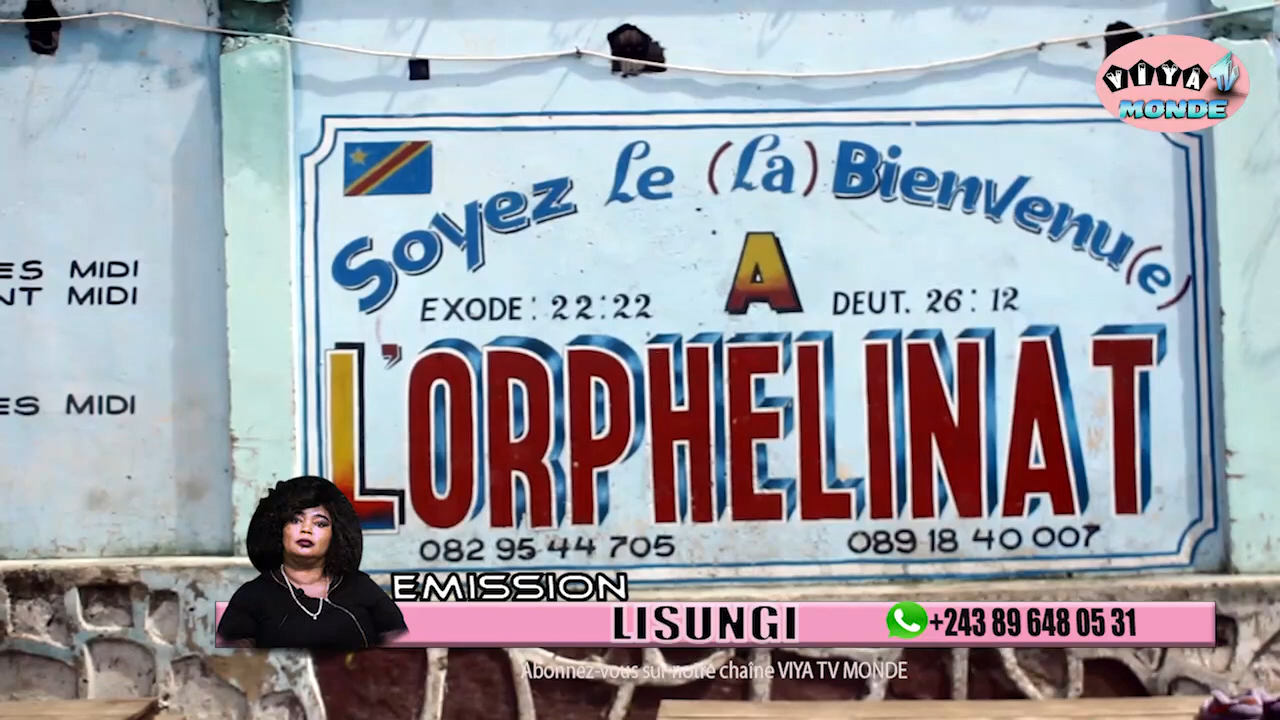 VIYA TV
MONDE
Soyez Le (La) Bienvenu(e)
A
EXODE: 22:22
DEUT. 26:12
L'ORPHELINAT
082 95 44 705
089 18 40 007
ES MIDI
NT MIDI
ES MIDI
EMISSION
LISUNGI
+243 89 648 05 31
Abonnez-vous sur notre chaîne VIYA TV MONDE